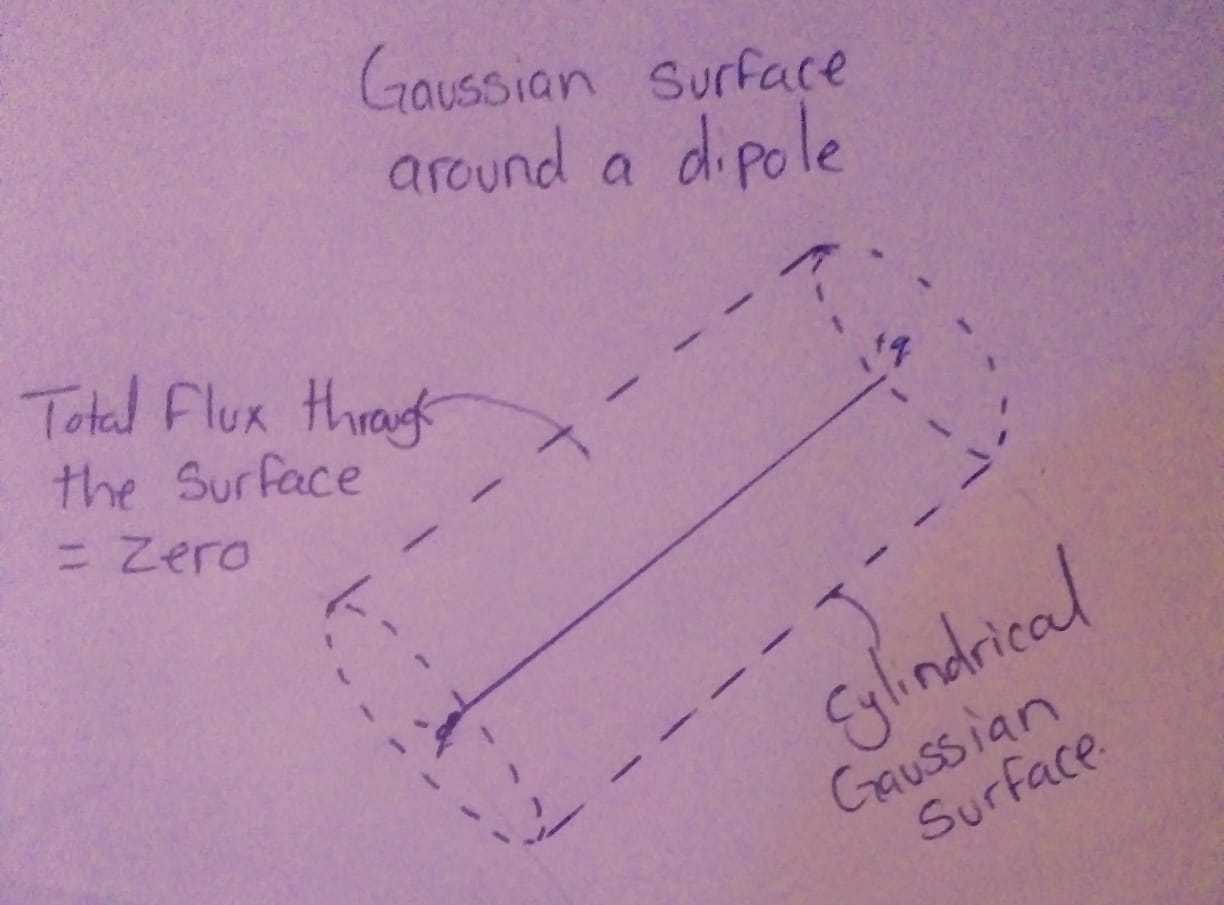 Gaussian surface
around a dipole
+q
Total Flux through
the Surface
= Zero
Cylindrical
Gaussian
Surface.